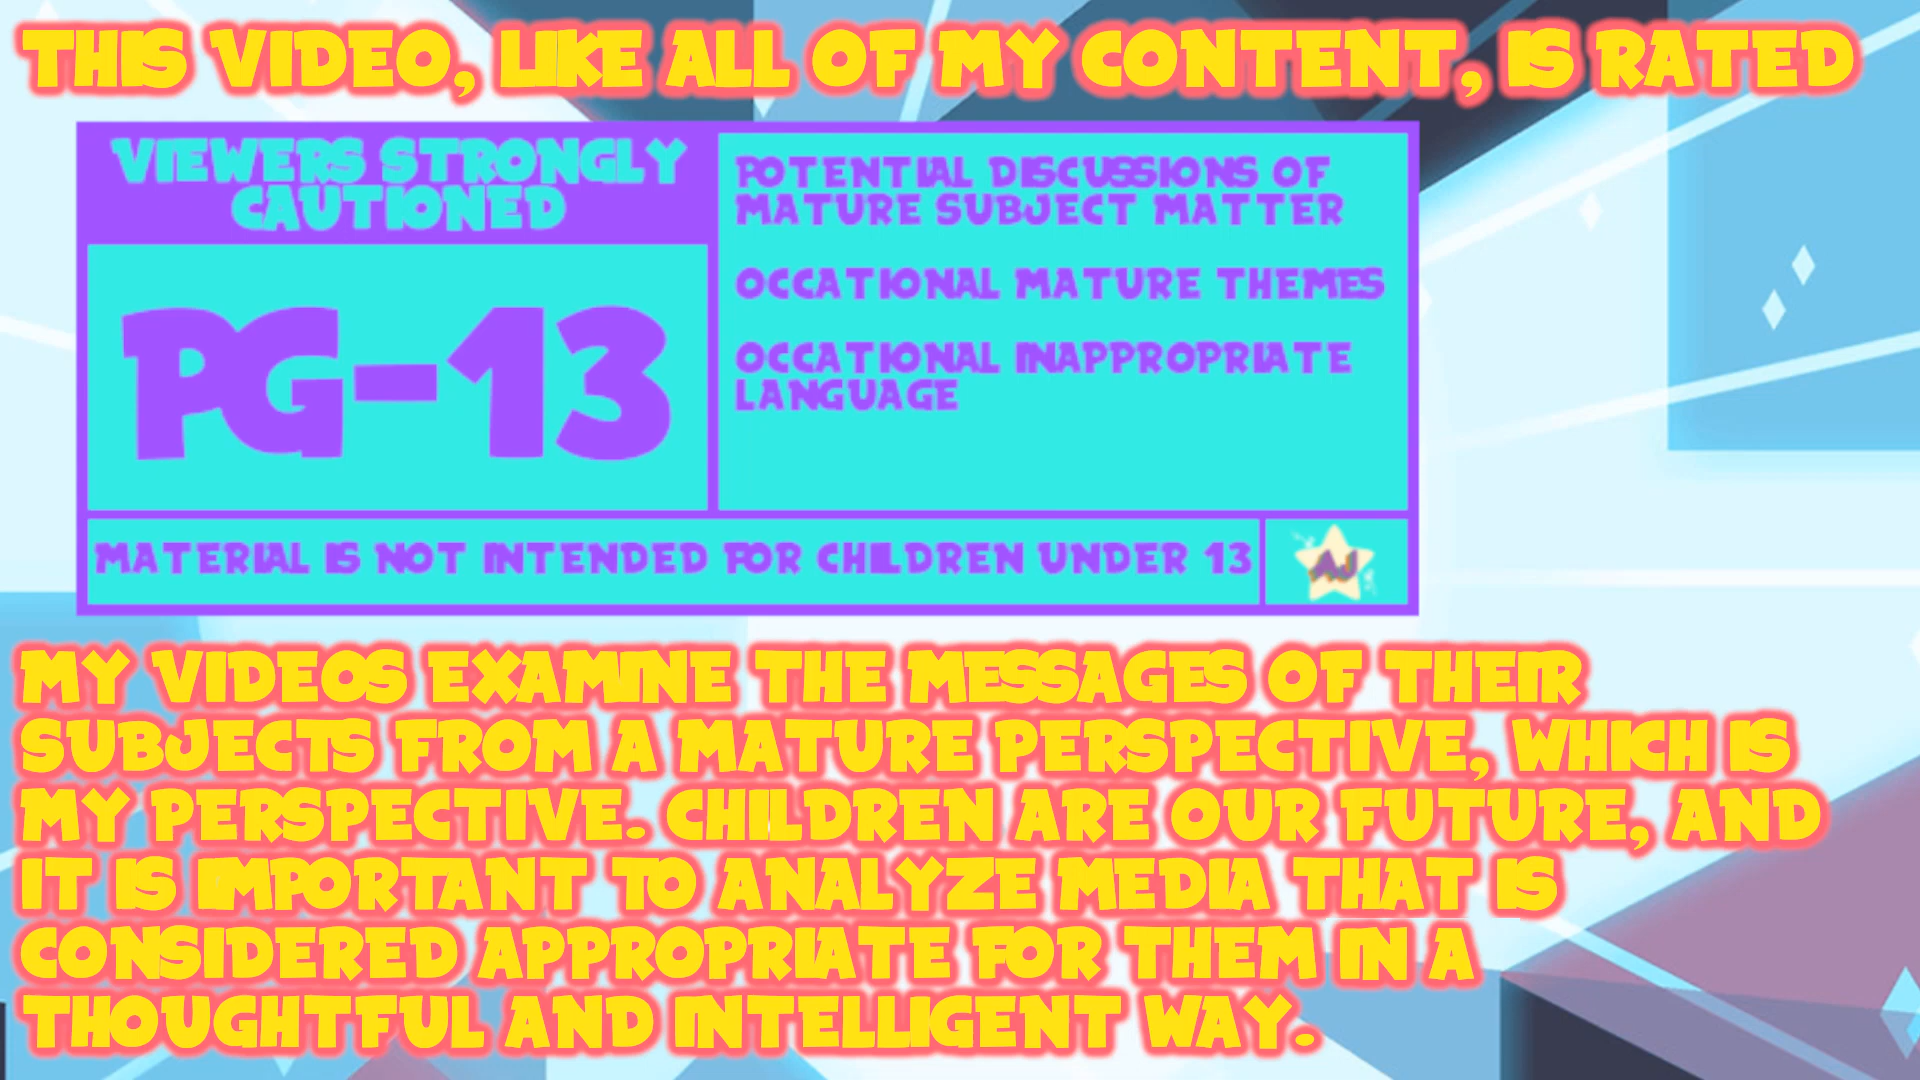 THIS VIDEO, LIKE ALL OF MY CONTENT, IS RATED
VIEWERS STRONGLY
CAUTIONED
PG-13
POTENTIAL DISCUSSIONS OF
MATURE SUBJECT MATTER
OCCATIONAL MATURE THEMES
OCCATIONAL INAPPROPRIATE
LANGUAGE
MATERIAL IS NOT INTENDED FOR CHILDREN UNDER 13
AJ
MY VIDEOS EXAMINE THE MESSAGES OF THEIR
SUBJECTS FROM A MATURE PERSPECTIVE, WHICH IS
MY PERSPECTIVE. CHILDREN ARE OUR FUTURE, AND
IT IS IMPORTANT TO ANALYZE MEDIA THAT IS
CONSIDERED APPROPRIATE FOR THEM IN A
THOUGHTFUL AND INTELLIGENT WAY.